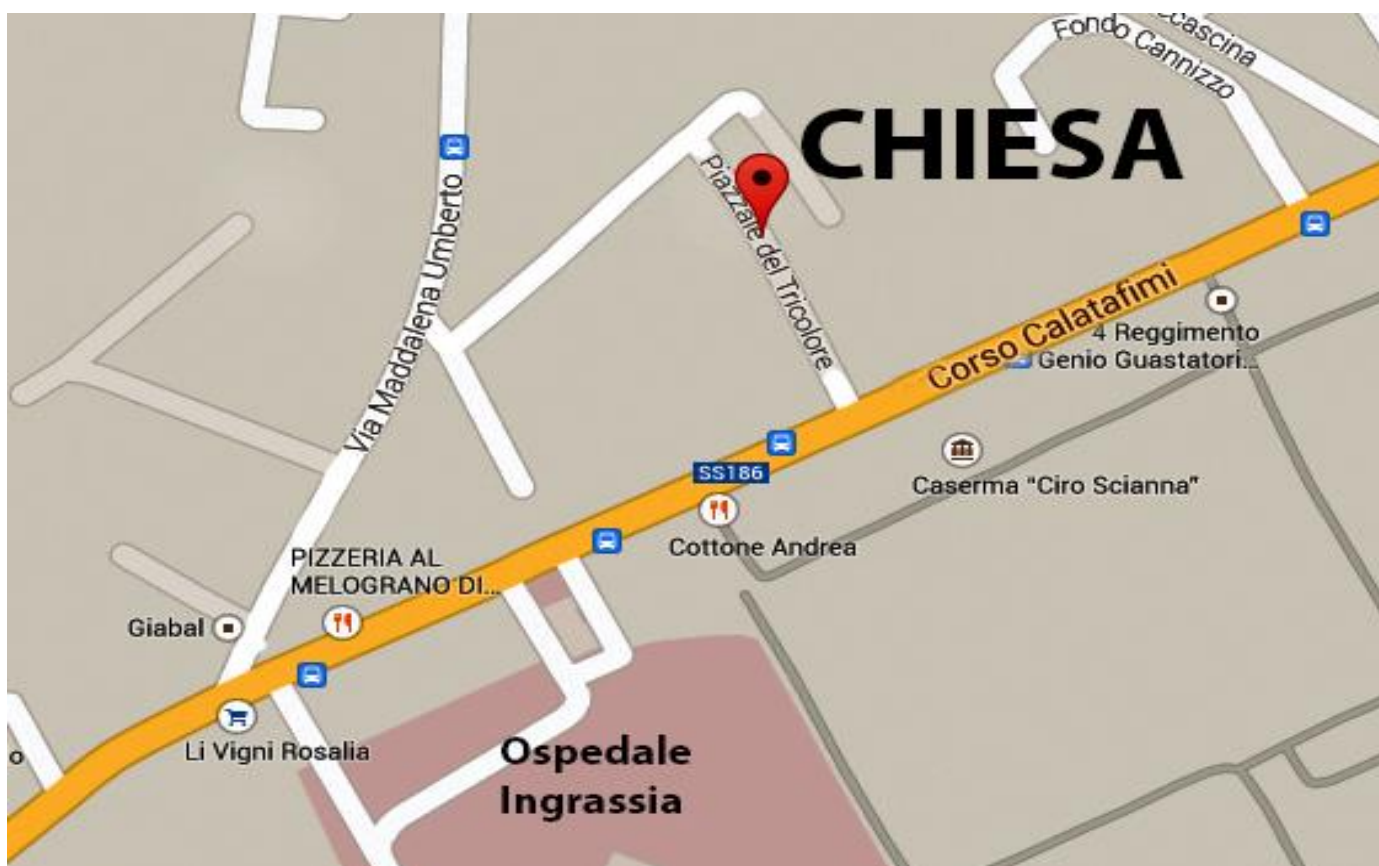 Fondo Cannizzo
CHIESA
Piazzale del Tricolore
Via Maddalena Umberto
Corso Calatafimi
4 Reggimento
Genio Guastatori...
SS186
Caserma "Ciro Scianna"
Cottone Andrea
PIZZERIA AL
MELOGRANO DI...
Giabal
Li Vigni Rosalia
Ospedale
Ingrassia